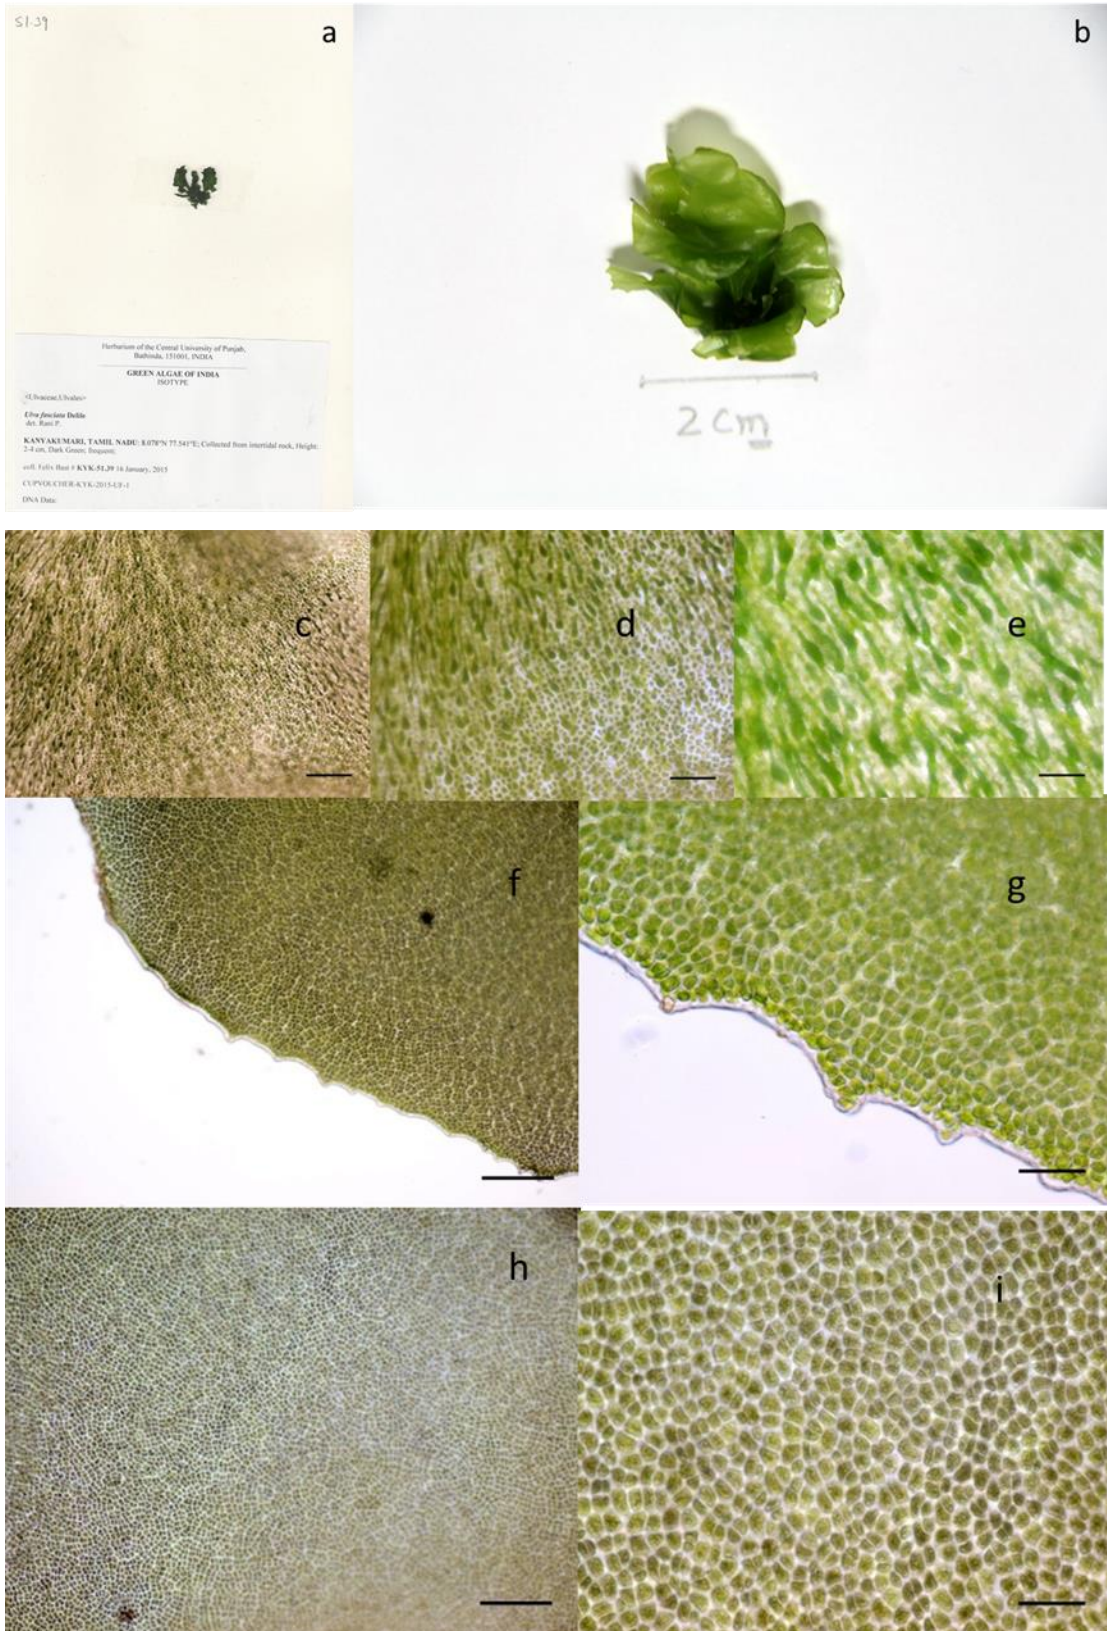 51-39
a
b
Herbarium of the Central University of Punjab,
Bathinda, 151001, INDIA
GREEN ALGAE OF INDIA
ISOTYPE
<Ulvaceae,Ulvales>
Ulva fasciata Delile
det. Rani P.
KANYAKUMARI, TAMIL NADU: 8.078°N 77.541°E; Collected from intertidal rock, Height:
2-4 cm, Dark Green; frequent;
coll. Felix Bast # KYK-51.39 16 January, 2015
CUPVOUCHER-KYK-2015-UF-1
DNA Data:
2 cm
c
d
e
f
g
h
i